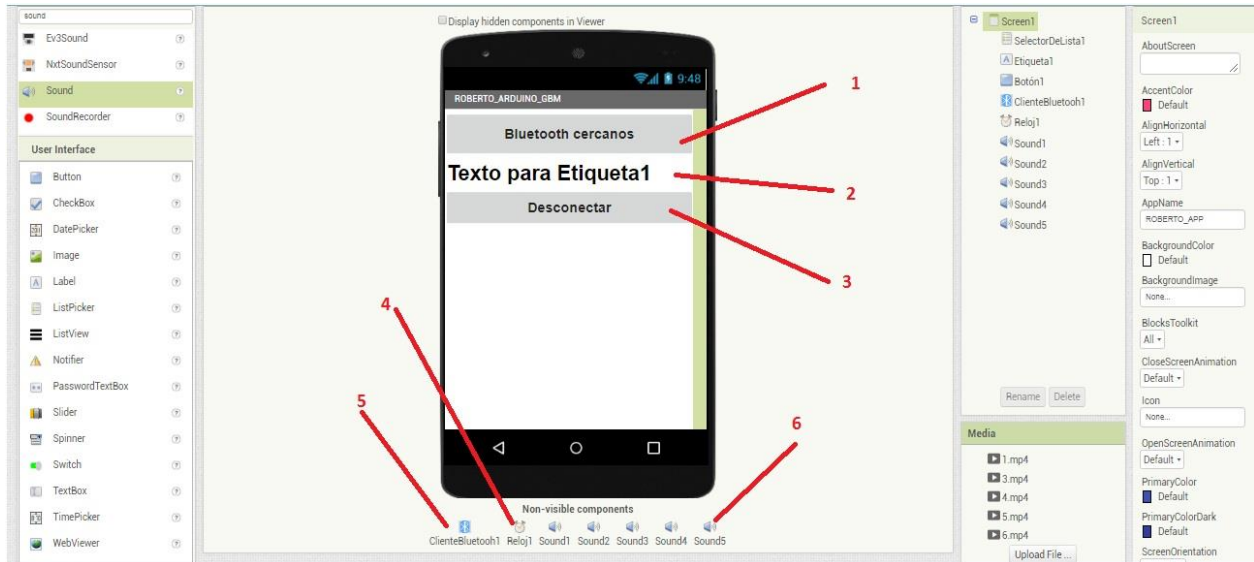 sound
Ev3Sound
NxtSoundSensor
Sound
SoundRecorder
User Interface
Button
CheckBox
DatePicker
Image
Label
ListPicker
ListView
Notifier
PasswordTextBox
Slider
Spinner
Switch
TextBox
TimePicker
WebViewer
Display hidden components in Viewer
9:48
ROBERTO_ARDUINO_GBM
Bluetooth cercanos
Texto para Etiqueta1
Desconectar
1
2
3
4
5
6
Non-visible components
ClienteBluetooh1 Reloj1 Sound1 Sound2 Sound3 Sound4 Sound5
Screen1
SelectorDeLista1
A Etiqueta1
Botón1
ClienteBluetooh1
Reloj1
Sound1
Sound2
Sound3
Sound4
Sound5
Rename Delete
Media
1.mp4
3.mp4
4.mp4
5.mp4
6.mp4
Upload File ...
Screen1
AboutScreen
AccentColor
Default
AlignHorizontal
Left : 1
AlignVertical
Top : 1
AppName
ROBERTO_APP
BackgroundColor
Default
BackgroundImage
None...
BlocksToolkit
All
CloseScreenAnimation
Default
Icon
None...
OpenScreenAnimation
Default
PrimaryColor
Default
PrimaryColorDark
Default
ScreenOrientation